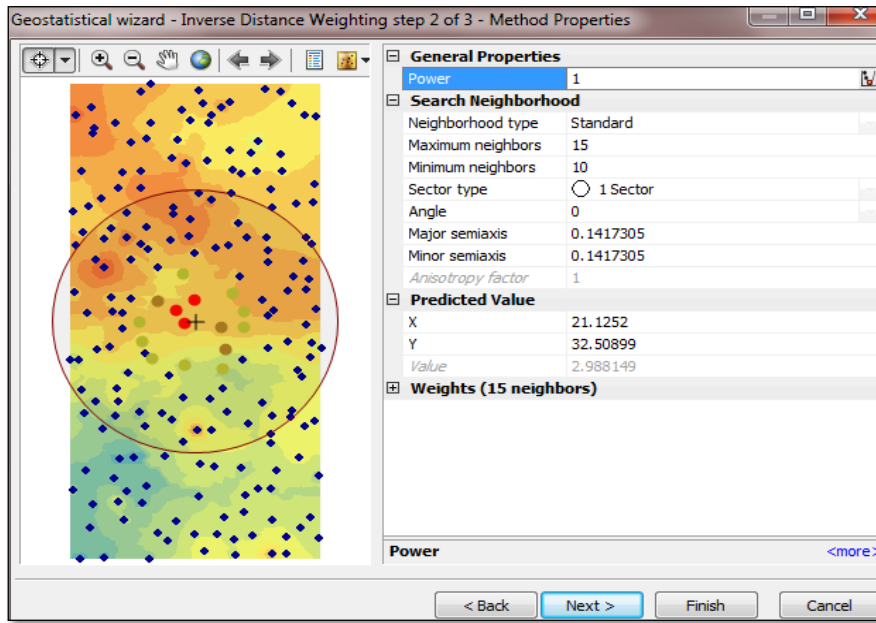 Geostatistical wizard - Inverse Distance Weighting step 2 of 3 - Method Properties
General Properties
Power 1
Search Neighborhood
Neighborhood type Standard
Maximum neighbors 15
Minimum neighbors 10
Sector type 1 Sector
Angle 0
Major semiaxis 0.1417305
Minor semiaxis 0.1417305
Anisotropy factor 1
Predicted Value
X 21.1252
Y 32.50899
Value 2.988149
Weights (15 neighbors)
Power <more>
< Back Next > Finish Cancel